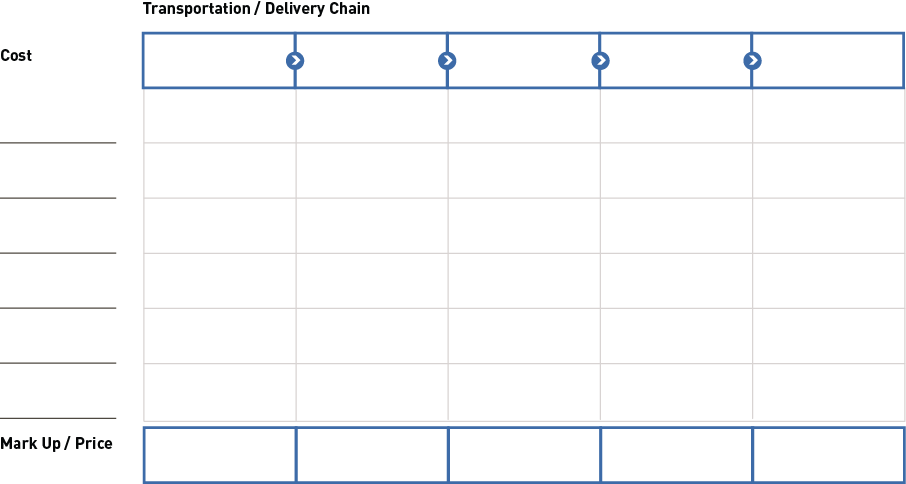 Transportation / Delivery Chain
Cost
Mark Up / Price